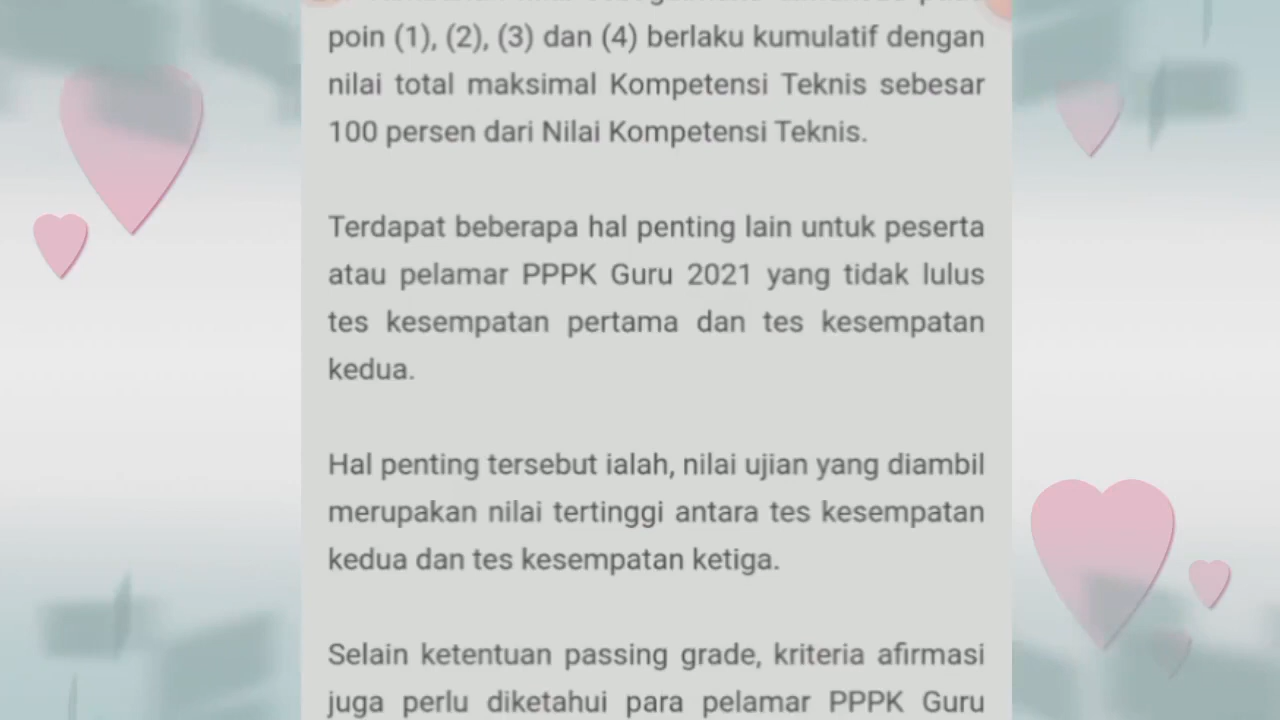 poin (1), (2), (3) dan (4) berlaku kumulatif dengan
nilai total maksimal Kompetensi Teknis sebesar
100 persen dari Nilai Kompetensi Teknis.
Terdapat beberapa hal penting lain untuk peserta
atau pelamar PPPK Guru 2021 yang tidak lulus
tes kesempatan pertama dan tes kesempatan
kedua.
Hal penting tersebut ialah, nilai ujian yang diambil
merupakan nilai tertinggi antara tes kesempatan
kedua dan tes kesempatan ketiga.
Selain ketentuan passing grade, kriteria afirmasi
juga perlu diketahui para pelamar PPPK Guru